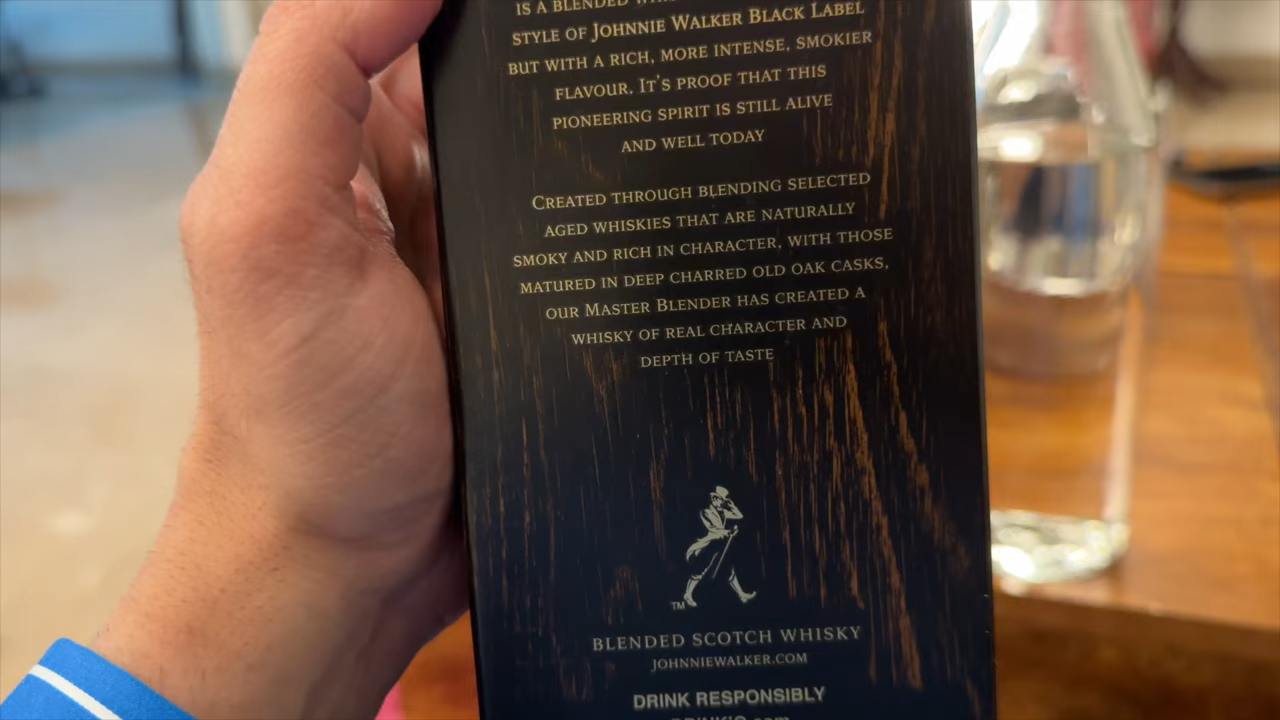 IS A BLENDED
STYLE OF JOHNNIE WALKER BLACK LABEL
BUT WITH A RICH, MORE INTENSE, SMOKIER
FLAVOUR. IT'S PROOF THAT THIS
PIONEERING SPIRIT IS STILL ALIVE
AND WELL TODAY
CREATED THROUGH BLENDING SELECTED
AGED WHISKIES THAT ARE NATURALLY
SMOKY AND RICH IN CHARACTER, WITH THOSE
MATURED IN DEEP CHARRED OLD OAK CASKS,
OUR MASTER BLENDER HAS CREATED A
WHISKY OF REAL CHARACTER AND
DEPTH OF TASTE
TM
BLENDED SCOTCH WHISKY
JOHNNIEWALKER.COM
DRINK RESPONSIBLY